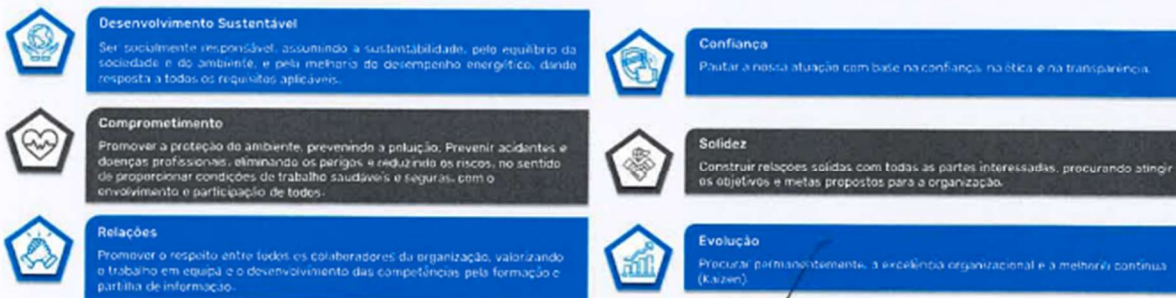 Desenvolvimento Sustentável
Ser socialmente responsável, assumindo a sustentabilidade, pelo equilíbrio da
sociedade e do ambiente, e pela melhoria do desempenho energético, dando
resposta a todos os requisitos aplicáveis.
Comprometimento
Promover a proteção do ambiente, prevenindo a poluição. Prevenir acidentes e
doenças profissionais, eliminando os perigos e reduzindo os riscos, no sentido
de proporcionar condições de trabalho saudáveis e seguras, com o
envolvimento e participação de todos.
Relações
Promover o respeito entre todos os colaboradores da organização, valorizando
o trabalho em equipa e o desenvolvimento das competências pela formação e
partilha de informação.
Confiança
Pautar a nossa atuação com base na confiança, na ética e na transparência.
Solidez
Construir relações solidas com todas as partes interessadas, procurando atingir
os objetivos e metas propostos para a organização.
Evolução
Procurar permanentemente, a excelência organizacional e a melhoria contínua
(Kaizen).